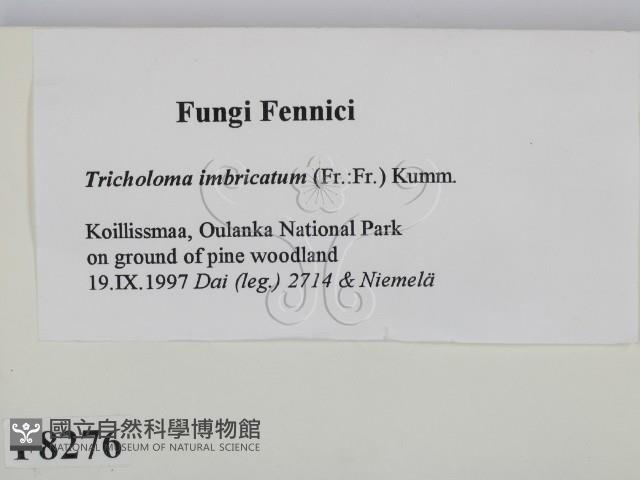 Fungi Fennici
Tricholoma imbricatum (Fr.:Fr.) Kumm.
Koillissmaa, Oulanka National Park
on ground of pine woodland
19.IX.1997 Dai (leg.) 2714 & Niemelä
國立自然科學博物館
NATIONAL MUSEUM OF NATURAL SCIENCE
F8276